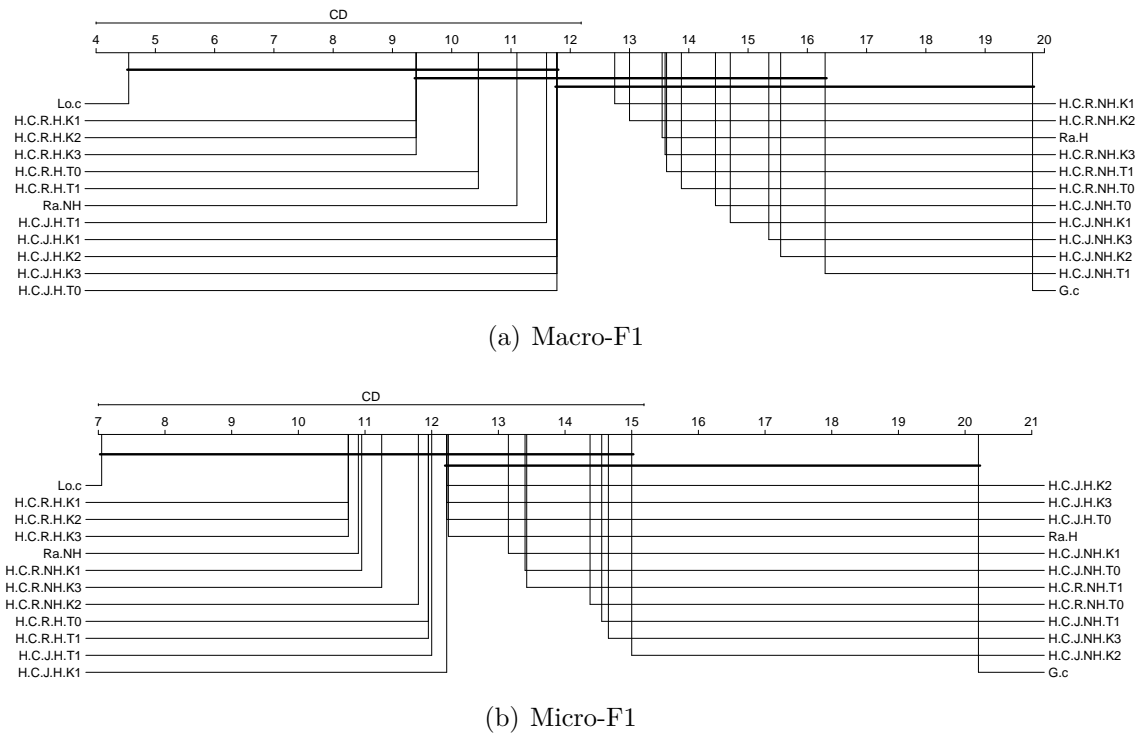 CD
4 5 6 7 8 9 10 11 12 13 14 15 16 17 18 19 20
Lo.c
H.C.R.H.K1
H.C.R.H.K2
H.C.R.H.K3
H.C.R.H.T0
H.C.R.H.T1
Ra.NH
H.C.J.H.T1
H.C.J.H.K1
H.C.J.H.K2
H.C.J.H.K3
H.C.J.H.T0
H.C.R.NH.K1
H.C.R.NH.K2
Ra.H
H.C.R.NH.K3
H.C.R.NH.T1
H.C.R.NH.T0
H.C.J.NH.T0
H.C.J.NH.K1
H.C.J.NH.K3
H.C.J.NH.K2
H.C.J.NH.T1
G.c
(a) Macro-F1
CD
7 8 9 10 11 12 13 14 15 16 17 18 19 20 21
Lo.c
H.C.R.H.K1
H.C.R.H.K2
H.C.R.H.K3
Ra.NH
H.C.R.NH.K1
H.C.R.NH.K3
H.C.R.NH.K2
H.C.R.H.T0
H.C.R.H.T1
H.C.J.H.T1
H.C.J.H.K1
H.C.J.H.K2
H.C.J.H.K3
H.C.J.H.T0
Ra.H
H.C.J.NH.K1
H.C.J.NH.T0
H.C.R.NH.T1
H.C.R.NH.T0
H.C.J.NH.T1
H.C.J.NH.K3
H.C.J.NH.K2
G.c
(b) Micro-F1